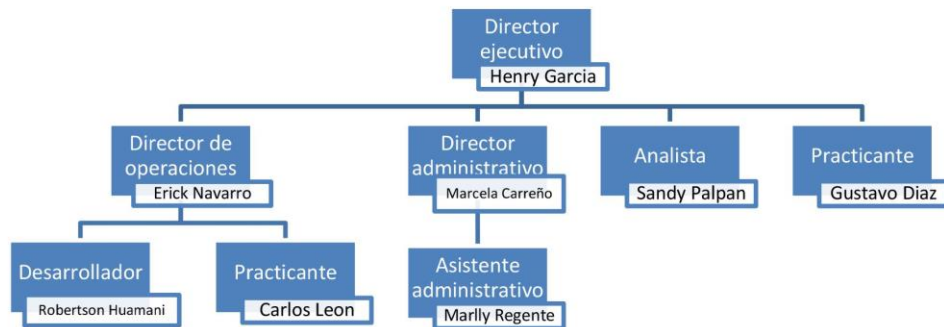 Director
ejecutivo
Henry Garcia
Director de
operaciones
Erick Navarro
Director
administrativo
Marcela Carreño
Analista
Sandy Palpan
Practicante
Gustavo Diaz
Desarrollador
Robertson Huamani
Practicante
Carlos Leon
Asistente
administrativo
Marlly Regente